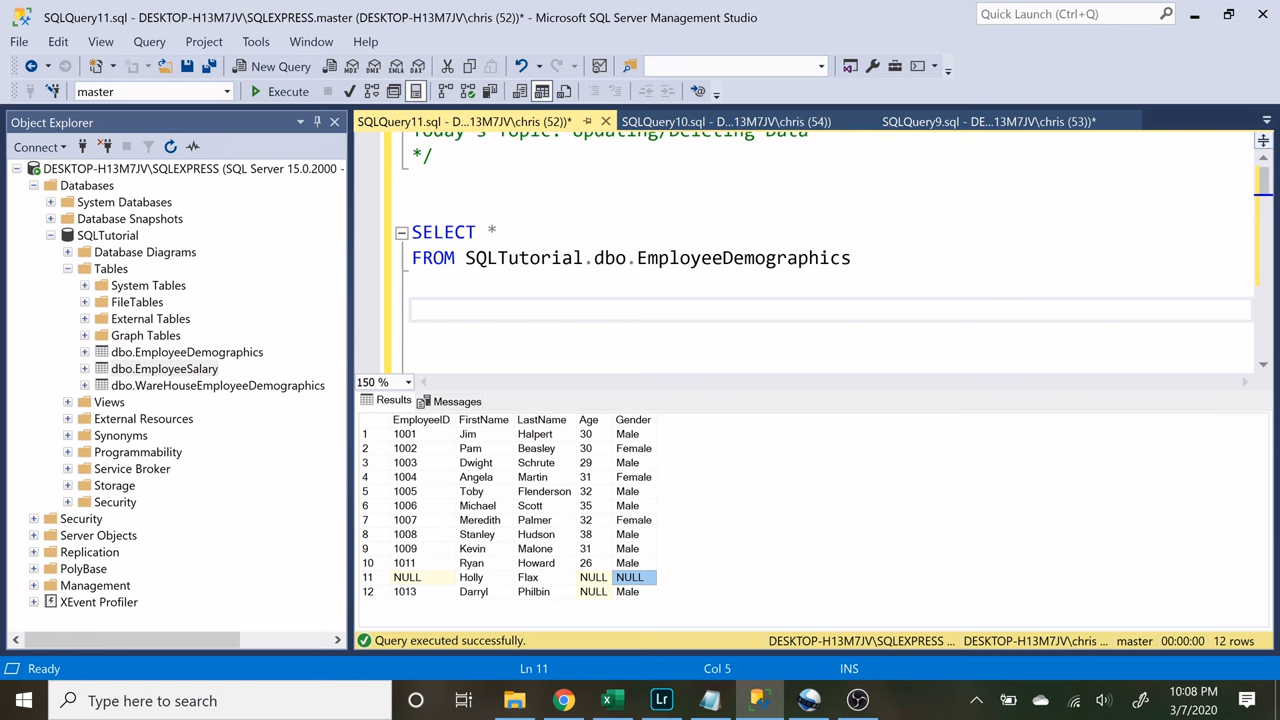 SQLQuery11.sql - DESKTOP-H13M7JV\SQLEXPRESS.master (DESKTOP-H13M7JV\chris (52))* - Microsoft SQL Server Management Studio
Quick Launch (Ctrl+Q)
File Edit View Query Project Tools Window Help
New Query MDX DMX XMLA DAX
master Execute
Object Explorer
SQLQuery11.sql - D...13M7JV\chris (52))* SQLQuery10.sql - D...13M7JV\chris (54)) SQLQuery9.sql - DE...13M7JV\chris (53))*
Connect
DESKTOP-H13M7JV\SQLEXPRESS (SQL Server 15.0.2000 -
Databases
System Databases
Database Snapshots
SQLTutorial
Database Diagrams
Tables
System Tables
FileTables
External Tables
Graph Tables
dbo.EmployeeDemographics
dbo.EmployeeSalary
dbo.WareHouseEmployeeDemographics
Views
External Resources
Synonyms
Programmability
Service Broker
Storage
Security
Security
Server Objects
Replication
PolyBase
Management
XEvent Profiler
Today's Topic: Updating/Deleting Data
*/
SELECT *
FROM SQLTutorial.dbo.EmployeeDemographics
150 %
Results Messages
EmployeeID FirstName LastName Age Gender
1 1001 Jim Halpert 30 Male
2 1002 Pam Beasley 30 Female
3 1003 Dwight Schrute 29 Male
4 1004 Angela Martin 31 Female
5 1005 Toby Flenderson 32 Male
6 1006 Michael Scott 35 Male
7 1007 Meredith Palmer 32 Female
8 1008 Stanley Hudson 38 Male
9 1009 Kevin Malone 31 Male
10 1011 Ryan Howard 26 Male
11 NULL Holly Flax NULL NULL
12 1013 Darryl Philbin NULL Male
Query executed successfully. DESKTOP-H13M7JV\SQLEXPRESS ... DESKTOP-H13M7JV\chris ... master 00:00:00 12 rows
Ready Ln 11 Col 5 INS
Type here to search
Lr
10:08 PM
3/7/2020